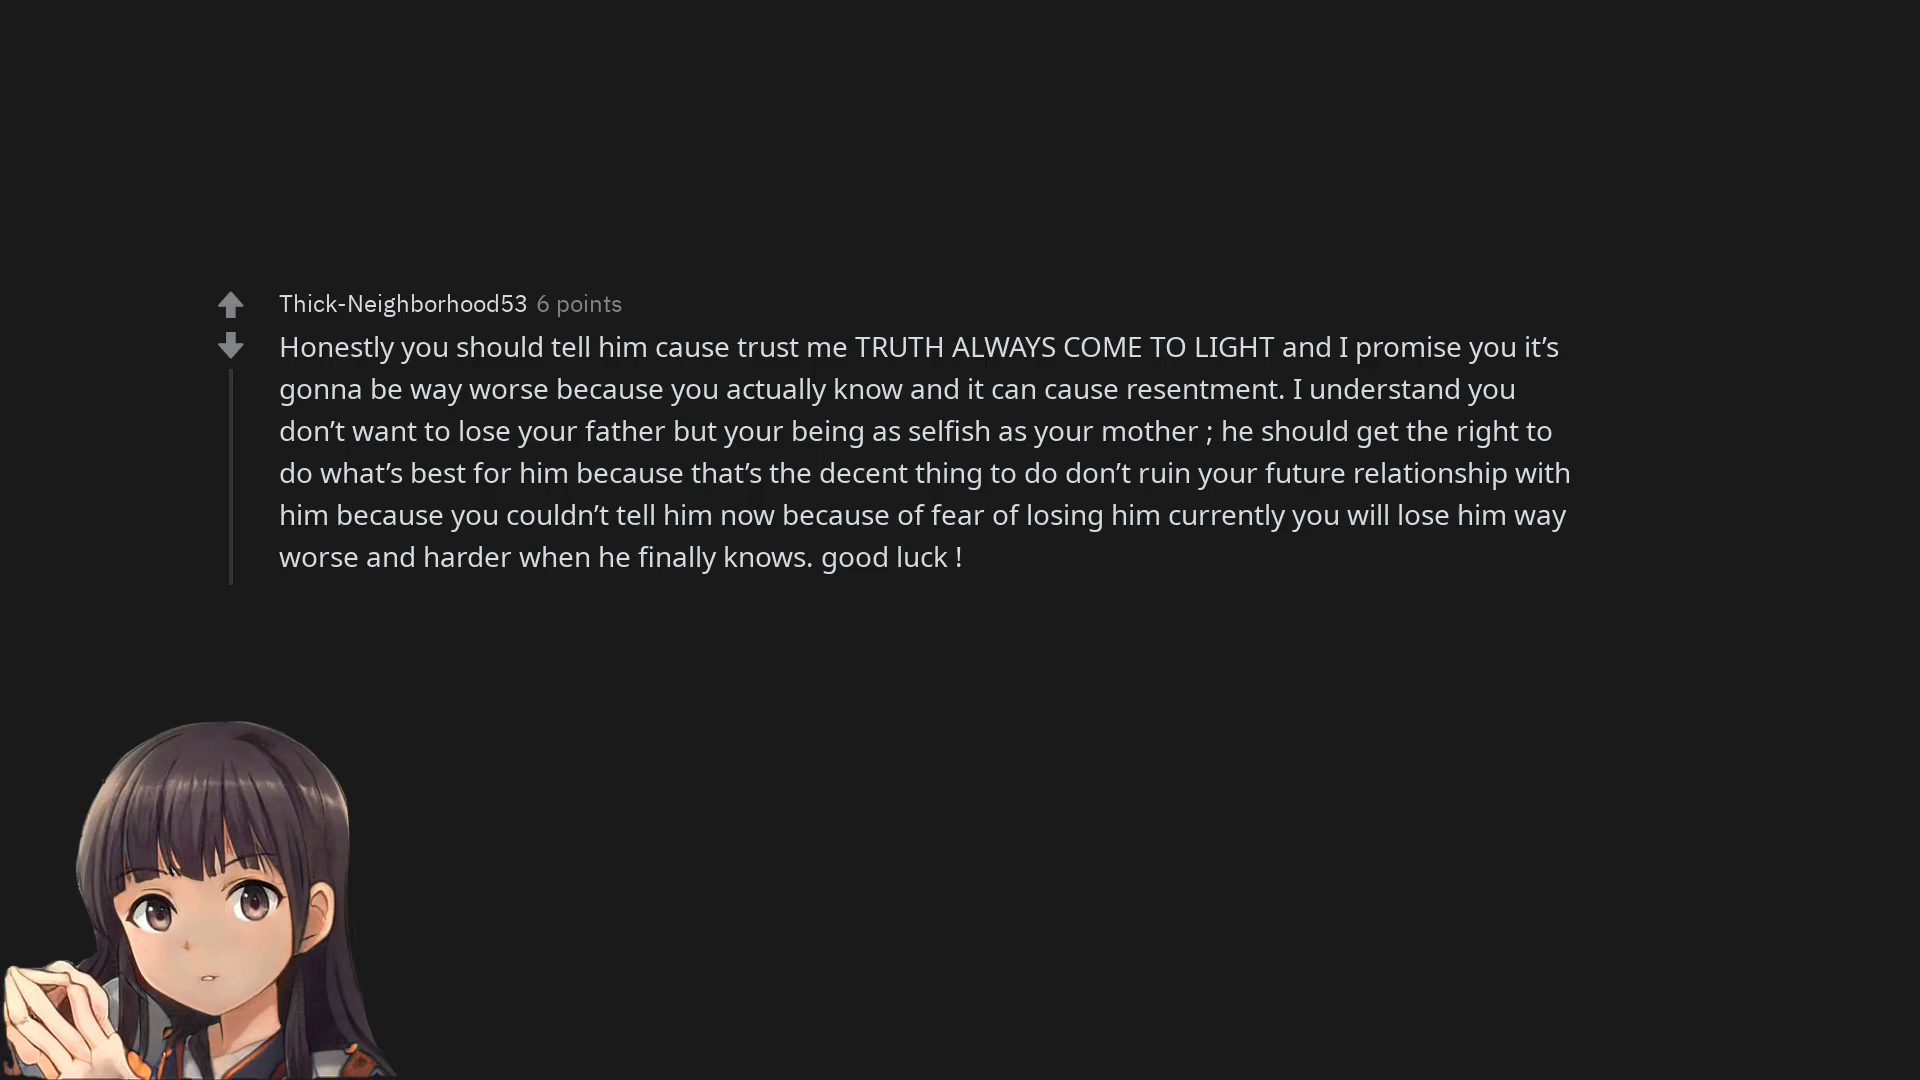 Thick-Neighborhood53 6 points
Honestly you should tell him cause trust me TRUTH ALWAYS COME TO LIGHT and I promise you it’s
gonna be way worse because you actually know and it can cause resentment. I understand you
don’t want to lose your father but your being as selfish as your mother ; he should get the right to
do what’s best for him because that’s the decent thing to do don’t ruin your future relationship with
him because you couldn’t tell him now because of fear of losing him currently you will lose him way
worse and harder when he finally knows. good luck !